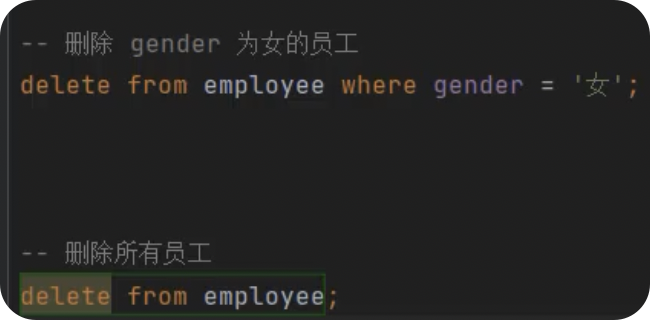 -- 删除 gender 为女的员工
delete from employee where gender = '女';
-- 删除所有员工
delete from employee;